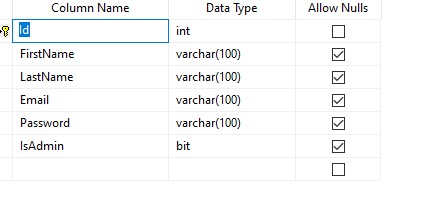 Column Name Data Type Allow Nulls
Id int
FirstName varchar(100)
LastName varchar(100)
Email varchar(100)
Password varchar(100)
IsAdmin bit